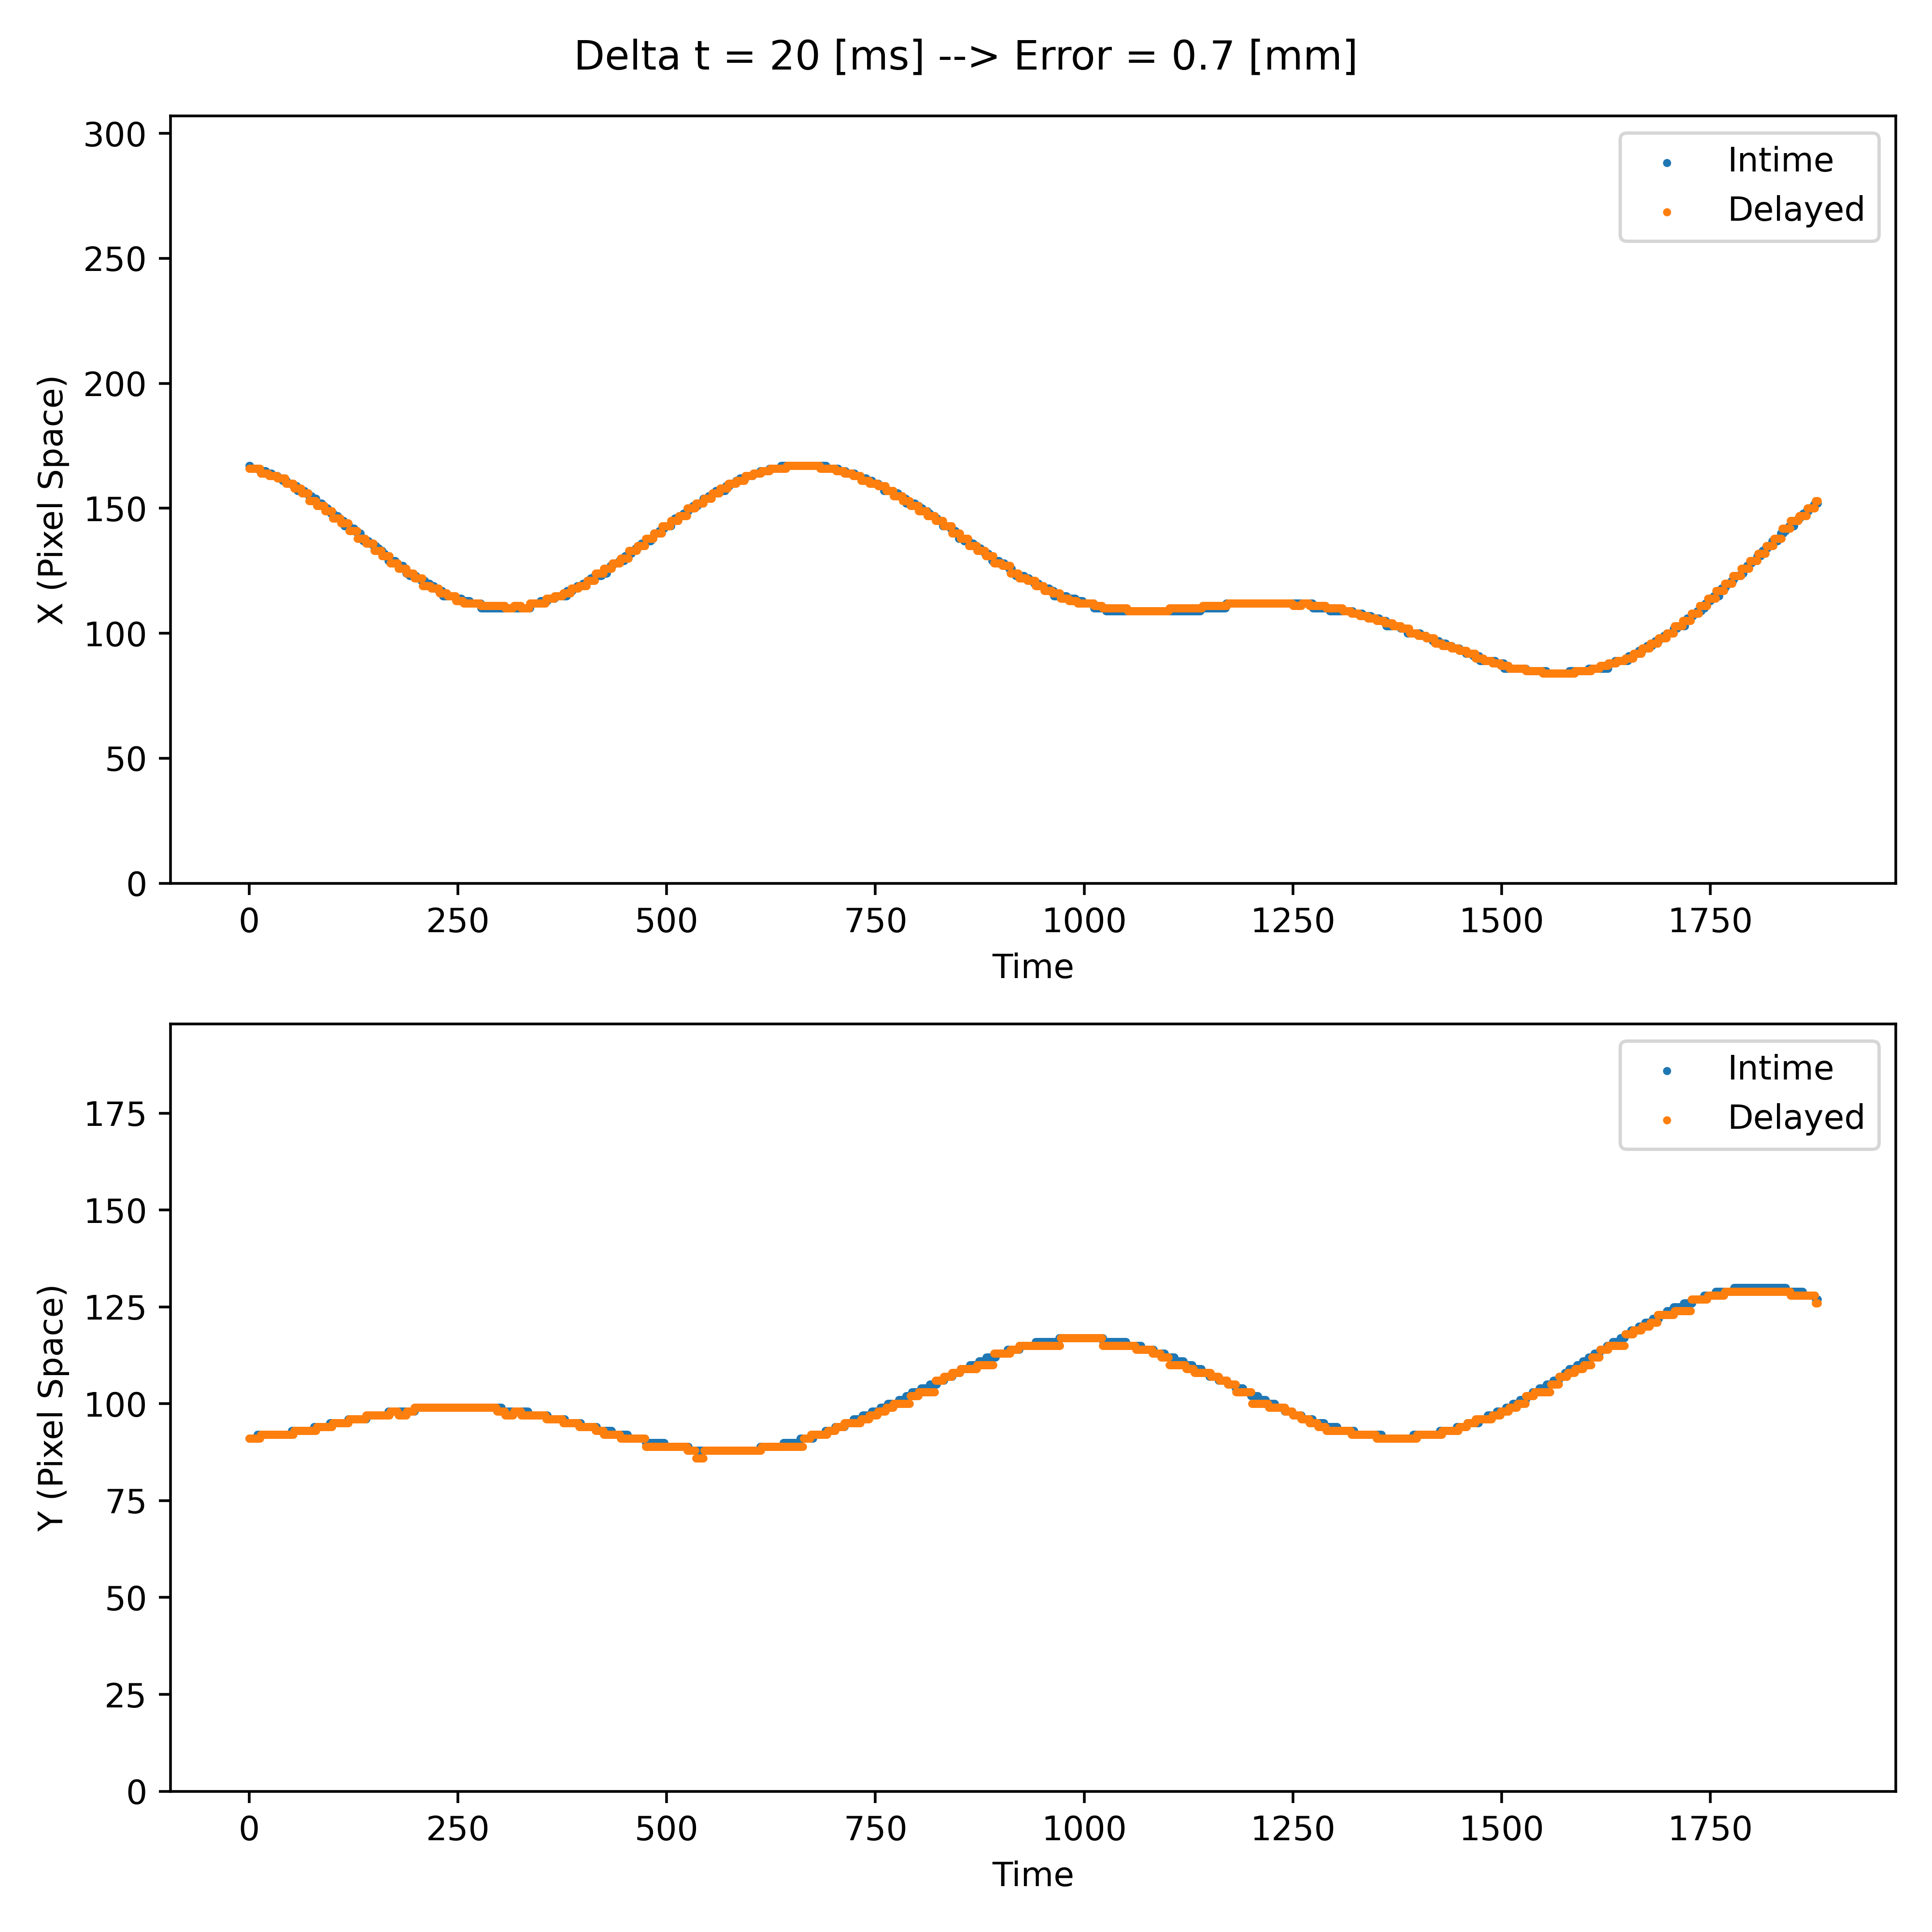 Delta t = 20 [ms] --> Error = 0.7 [mm]
300
250
200
150
100
50
0
X (Pixel Space)
Intime
Delayed
0 250 500 750 1000 1250 1500 1750
Time
175
150
125
100
75
50
25
0
Y (Pixel Space)
Intime
Delayed
0 250 500 750 1000 1250 1500 1750
Time